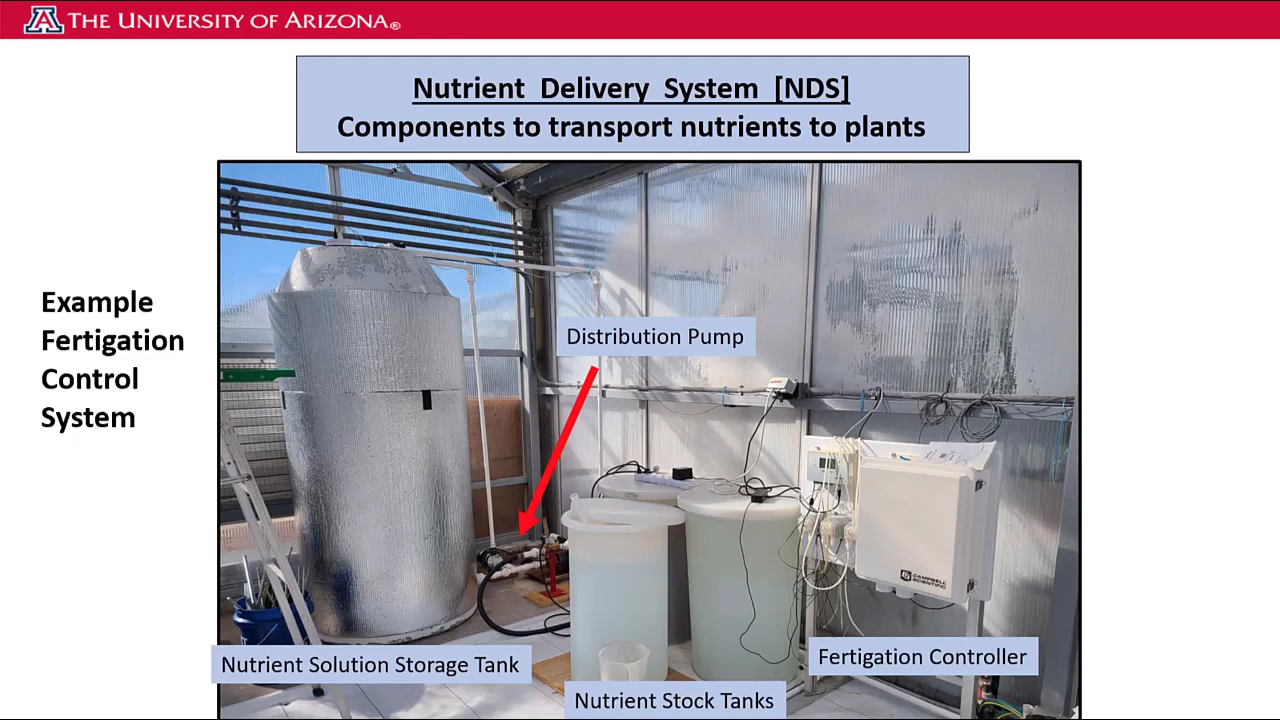 THE UNIVERSITY OF ARIZONA®
Nutrient Delivery System [NDS]
Components to transport nutrients to plants
Example
Fertigation
Control
System
Distribution Pump
CAMPBELL
SCIENTIFIC
Fertigation Controller
Nutrient Solution Storage Tank
Nutrient Stock Tanks